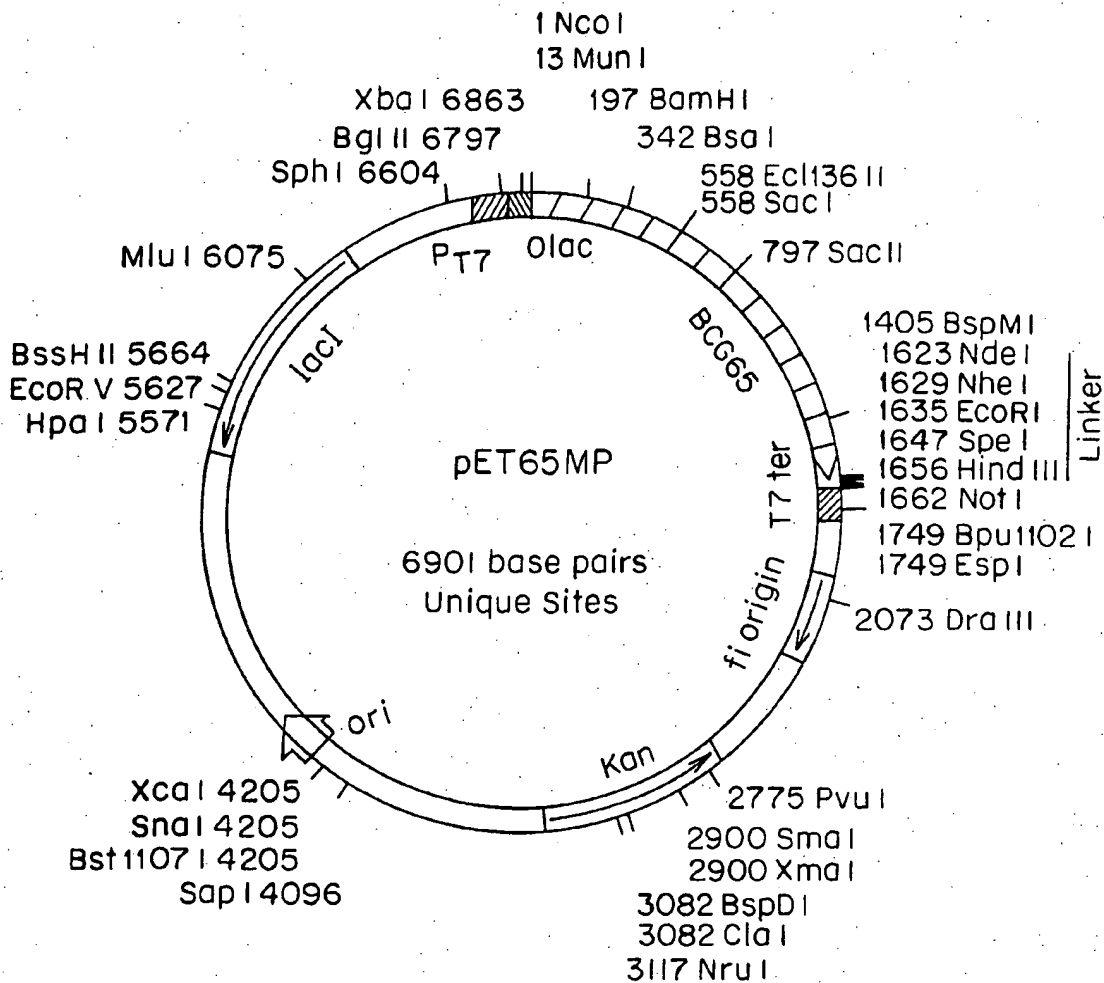 1 Nco I
13 Mun I
Xba I 6863
197 BamH I
Bgl II 6797
342 Bsa I
Sph I 6604
558 Ecl136 II
558 Sac I
PT7
Olac
Mlu I 6075
797 Sac II
lacI
BCG65
BssH II 5664
EcoR V 5627
Hpa I 5571
1405 BspM I
1623 Nde I
1629 Nhe I
1635 EcoR I
1647 Spe I
1656 Hind III
Linker
1662 Not I
1749 Bpu1102 I
1749 Esp I
T7 ter
pET65MP
6901 base pairs
Unique Sites
f1 origin
2073 Dra III
ori
Kan
Xca I 4205
Sna I 4205
Bst1107 I 4205
Sap I 4096
2775 Pvu I
2900 Sma I
2900 Xma I
3082 BspD I
3082 Cla I
3117 Nru I